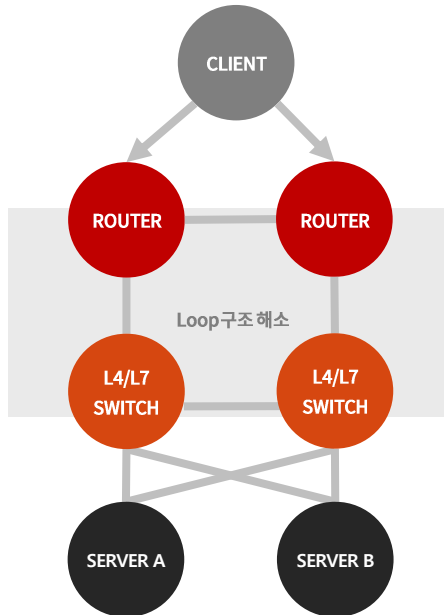 CLIENT
ROUTER
ROUTER
Loop구조 해소
L4/L7
SWITCH
L4/L7
SWITCH
SERVER A
SERVER B